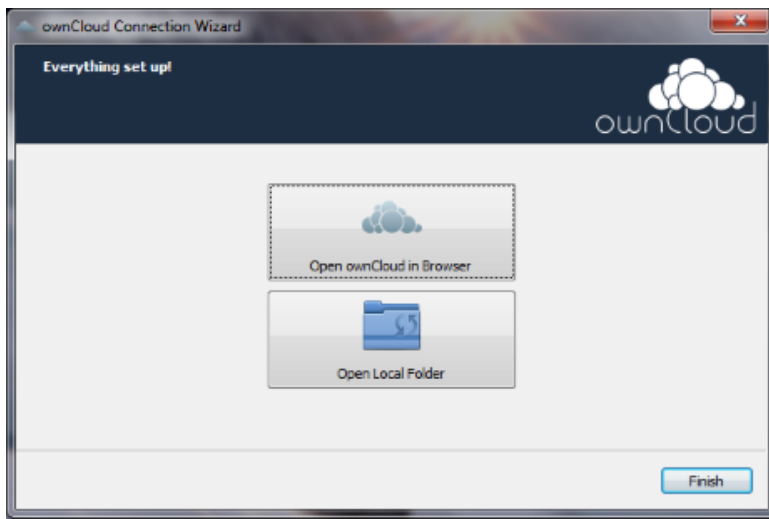 ownCloud Connection Wizard
Everything set up!
ownCloud
Open ownCloud in Browser
Open Local Folder
Finish